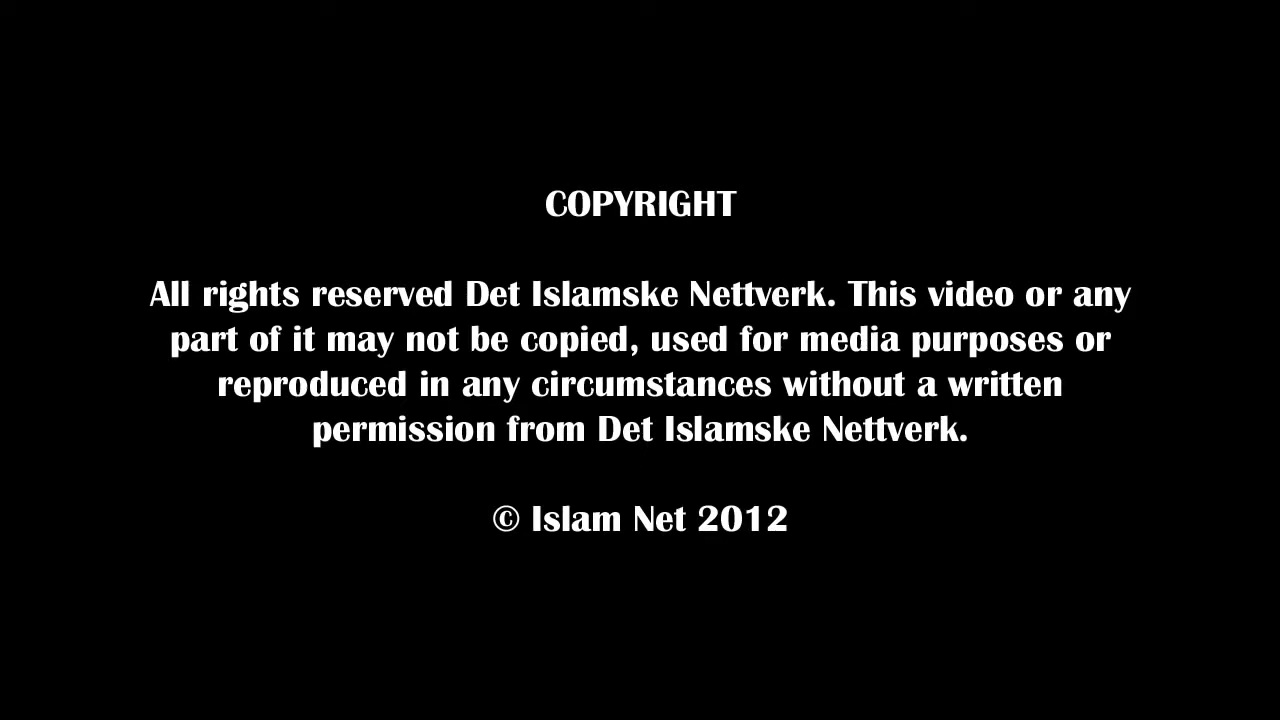 COPYRIGHT
All rights reserved Det Islamske Nettverk. This video or any
part of it may not be copied, used for media purposes or
reproduced in any circumstances without a written
permission from Det Islamske Nettverk.
© Islam Net 2012